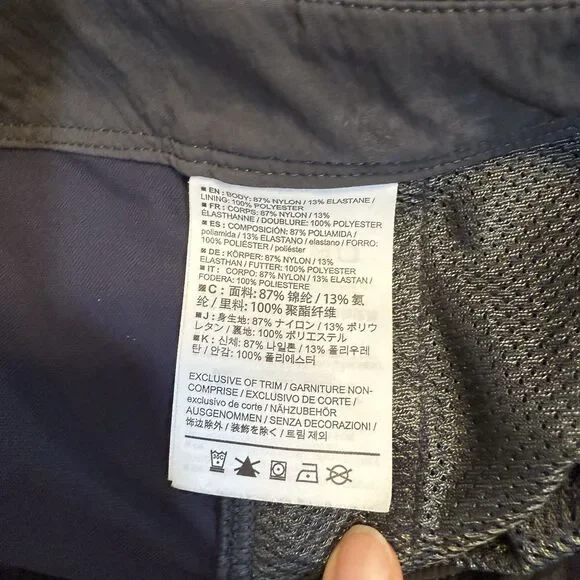 ■ EN: BODY: 87% NYLON / 13% ELASTANE /
LINING: 100% POLYESTER
■ FR: CORPS: 87% NYLON / 13%
ÉLASTHANNE / DOUBLURE: 100% POLYESTER
■ ES: COMPOSICIÓN: 87% POLIAMIDA /
poliamida / 13% ELASTANO / elastano / FORRO:
100% POLIÉSTER / poliéster
■ DE: KÖRPER: 87% NYLON / 13%
ELASTHAN / FUTTER: 100% POLYESTER
■ IT: CORPO: 87% NYLON / 13% ELASTAN /
FODERA: 100% POLIESTERE
C: 面料: 87% 锦纶 / 13% 氨
纶 / 里料: 100% 聚酯纤维
■ J: 身生地: 87% ナイロン / 13% ポリウ
レタン / 裏地: 100% ポリエステル
■ K: 신체: 87% 나일론 / 13% 폴리우레
탄 / 안감: 100% 폴리에스터
EXCLUSIVE OF TRIM / GARNITURE NON-
COMPRISE / EXCLUSIVO DE CORTE /
exclusivo de corte / NÄHZUBEHÖR
AUSGENOMMEN / SENZA DECORAZIONI /
饰边除外 / 装飾を除く / 트림 제외